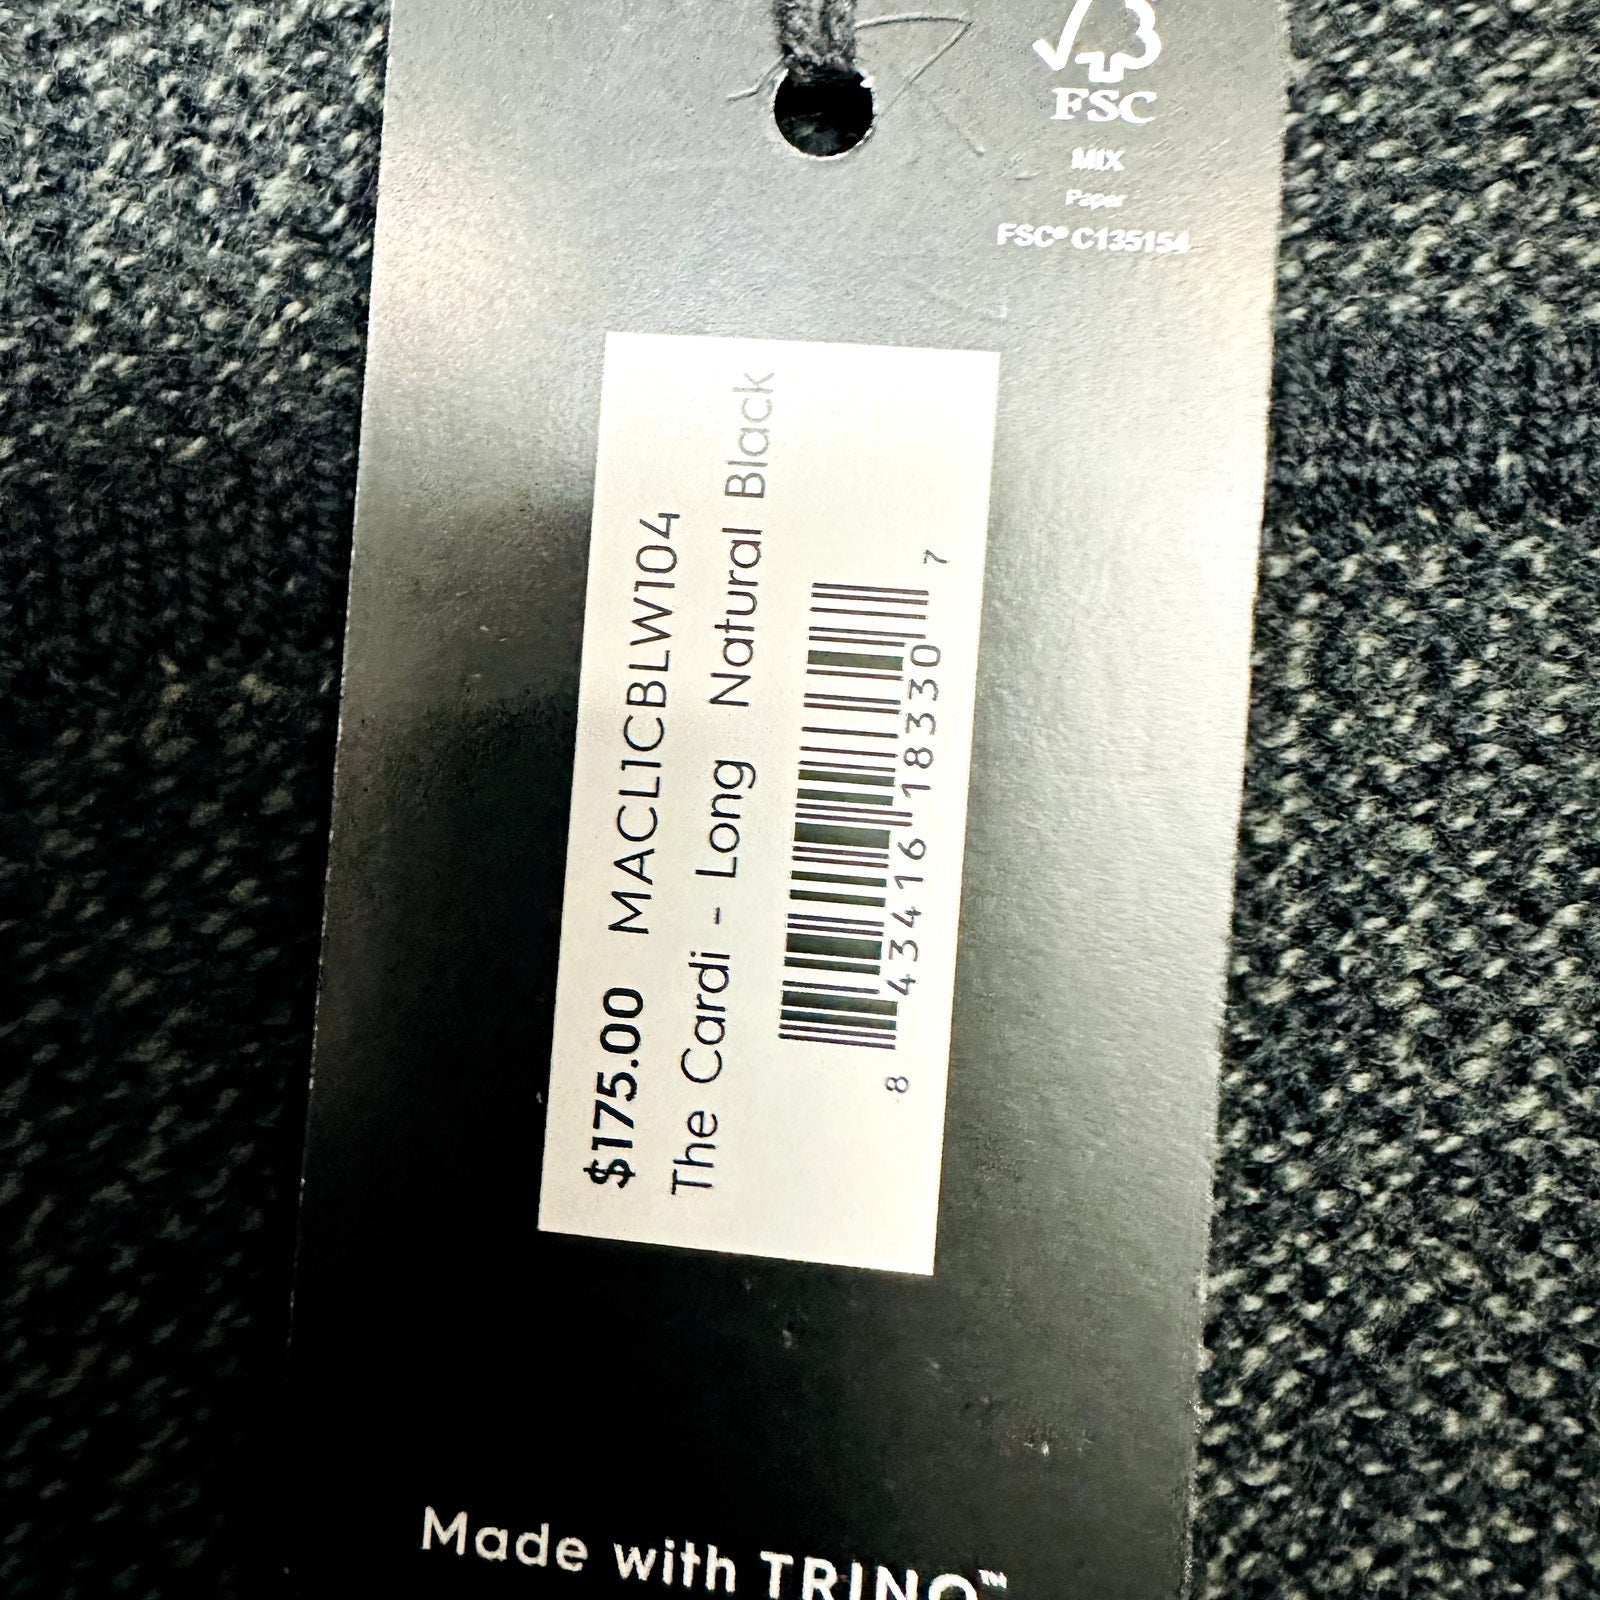 FSC
MIX
Paper
FSC® C135154
$175.00 MACL1CBLW104
The Cardi - Long Natural Black
8 43416 18330 7
Made with TRINO™